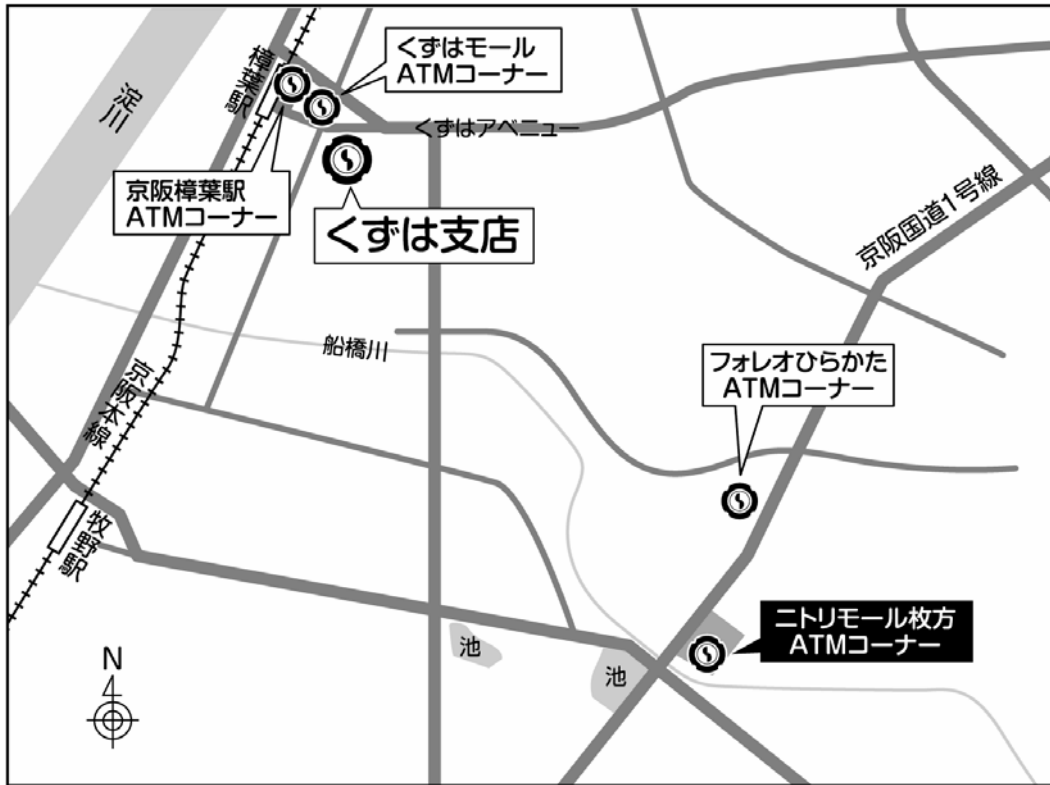 くずはモール
ATMコーナー
樟葉駅
淀川
くずはアベニュー
京阪樟葉駅
ATMコーナー
くずは支店
京阪国道1号線
船橋川
フォレオひらかた
ATMコーナー
京阪本線
牧野駅
ニトリモール枚方
ATMコーナー
池
池
N